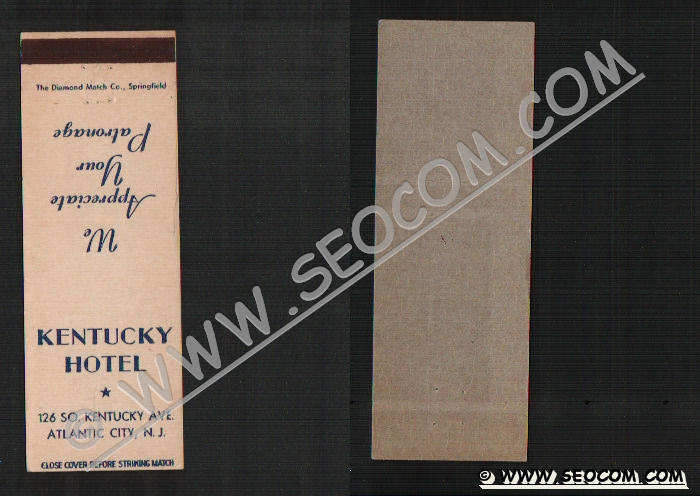 The Diamond Match Co., Springfield
We
Appreciate
Your
Patronage
KENTUCKY
HOTEL
126 SO. KENTUCKY AVE.
ATLANTIC CITY, N. J.
CLOSE COVER BEFORE STRIKING MATCH
© WWW.SEOCOM.COM
© WWW.SEOCOM.COM